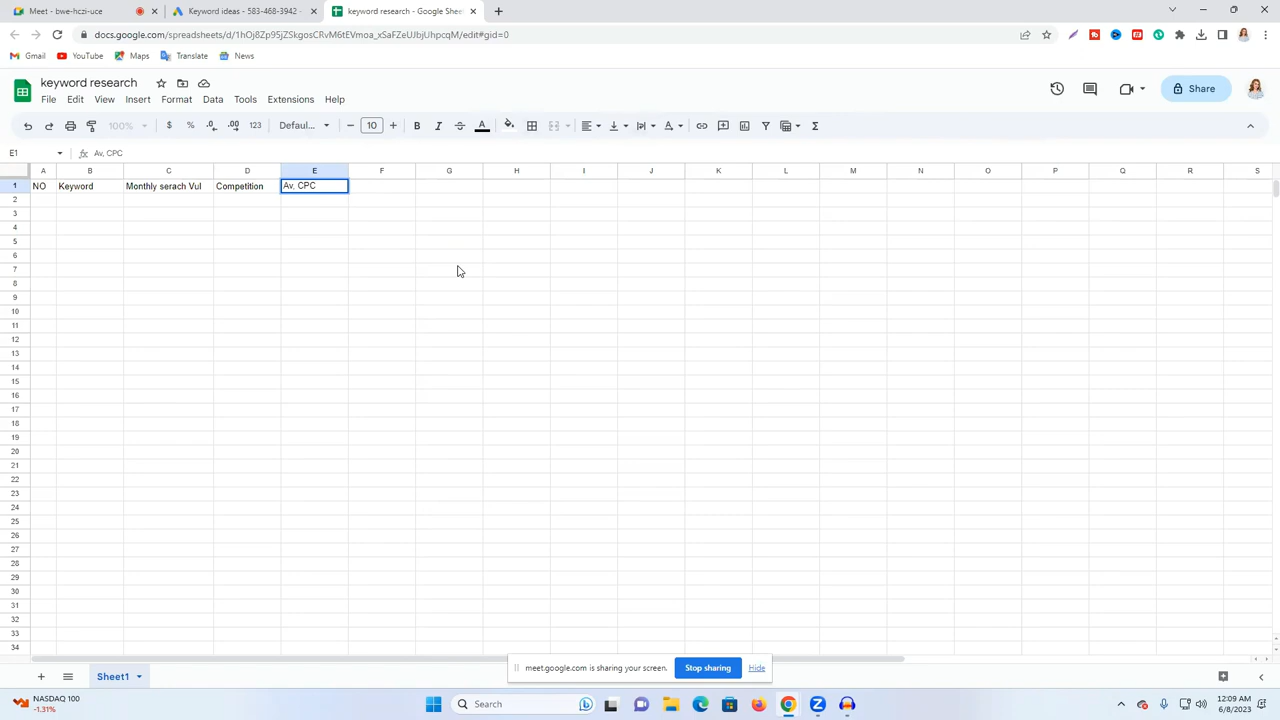 Meet - bwe-hczi-uce
Keyword ideas - 583-468-3942 -
keyword research - Google Shee
docs.google.com/spreadsheets/d/1hOj8Zp95jZSkgosCRvM6tEVmoa_xSaFZeUJbjUhpcqM/edit#gid=0
Gmail YouTube Maps Translate News
keyword research
File Edit View Insert Format Data Tools Extensions Help
Share
100% $ % .0 .00 123 Defaul... 10 B I S A
E1 fx Av, CPC
A B C D E F G H I J K L M N O P Q R S
1 NO Keyword Monthly serach Vul Competition Av, CPC
2
3
4
5
6
7
8
9
10
11
12
13
14
15
16
17
18
19
20
21
22
23
24
25
26
27
28
29
30
31
32
33
34
meet.google.com is sharing your screen. Stop sharing Hide
Sheet1
NASDAQ 100
-1.31%
Search
12:09 AM
6/8/2023